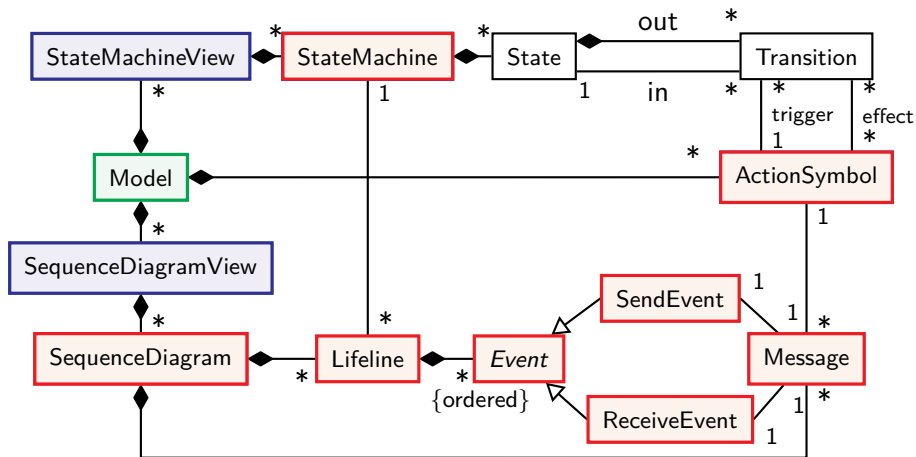 * * * out *
StateMachineView StateMachine State Transition
* 1 1 in * * *
trigger effect
* 1 *
Model ActionSymbol
* 1
SequenceDiagramView
1 SendEvent
* * 1 *
SequenceDiagram Lifeline Event Message
* * 1 *
{ordered} ReceiveEvent
1